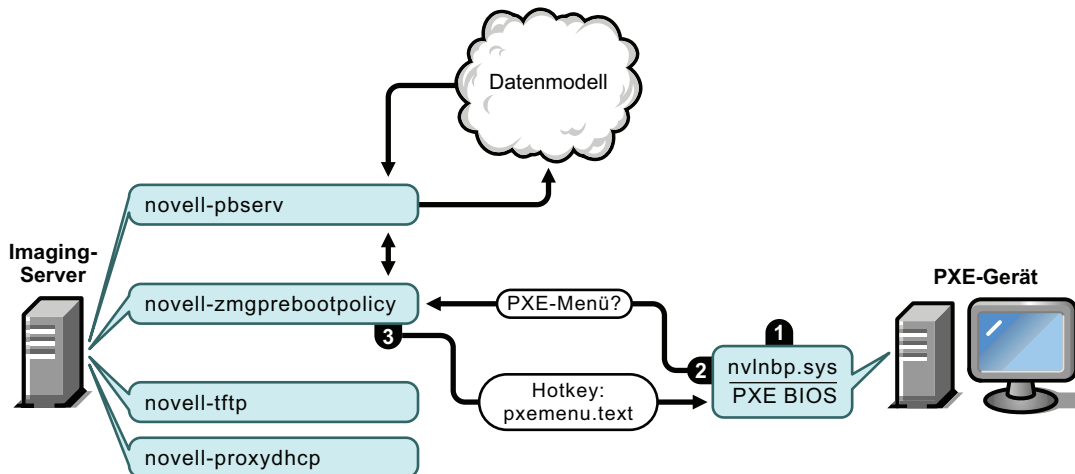 Datenmodell
novell-pbserv
Imaging-
Server
PXE-Gerät
novell-zmgprebootpolicy
PXE-Menü?
3
1
2
nvlnbp.sys
PXE BIOS
Hotkey:
pxemenu.text
novell-tftp
novell-proxydhcp